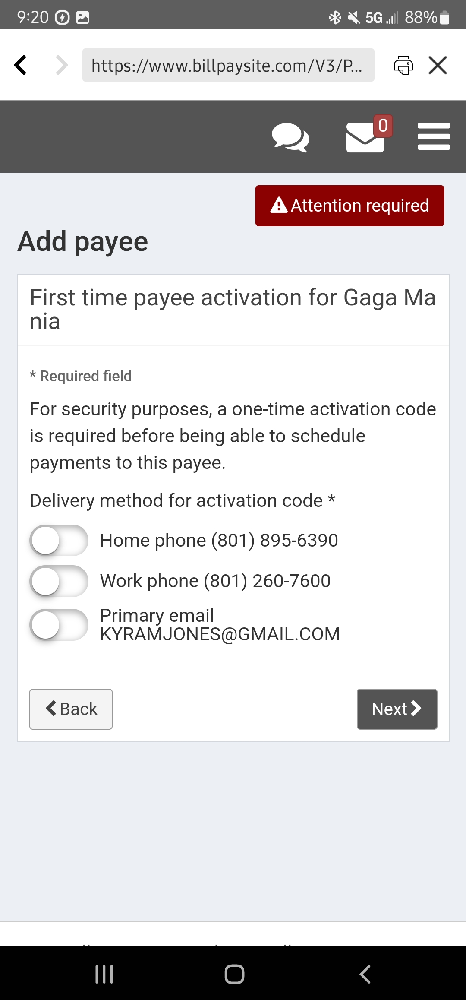 9:20
5G 88%
https://www.billpaysite.com/V3/P...
0
Attention required
Add payee
First time payee activation for Gaga Ma
nia
* Required field
For security purposes, a one-time activation code
is required before being able to schedule
payments to this payee.
Delivery method for activation code *
Home phone (801) 895-6390
Work phone (801) 260-7600
Primary email
KYRAMJONES@GMAIL.COM
Back
Next